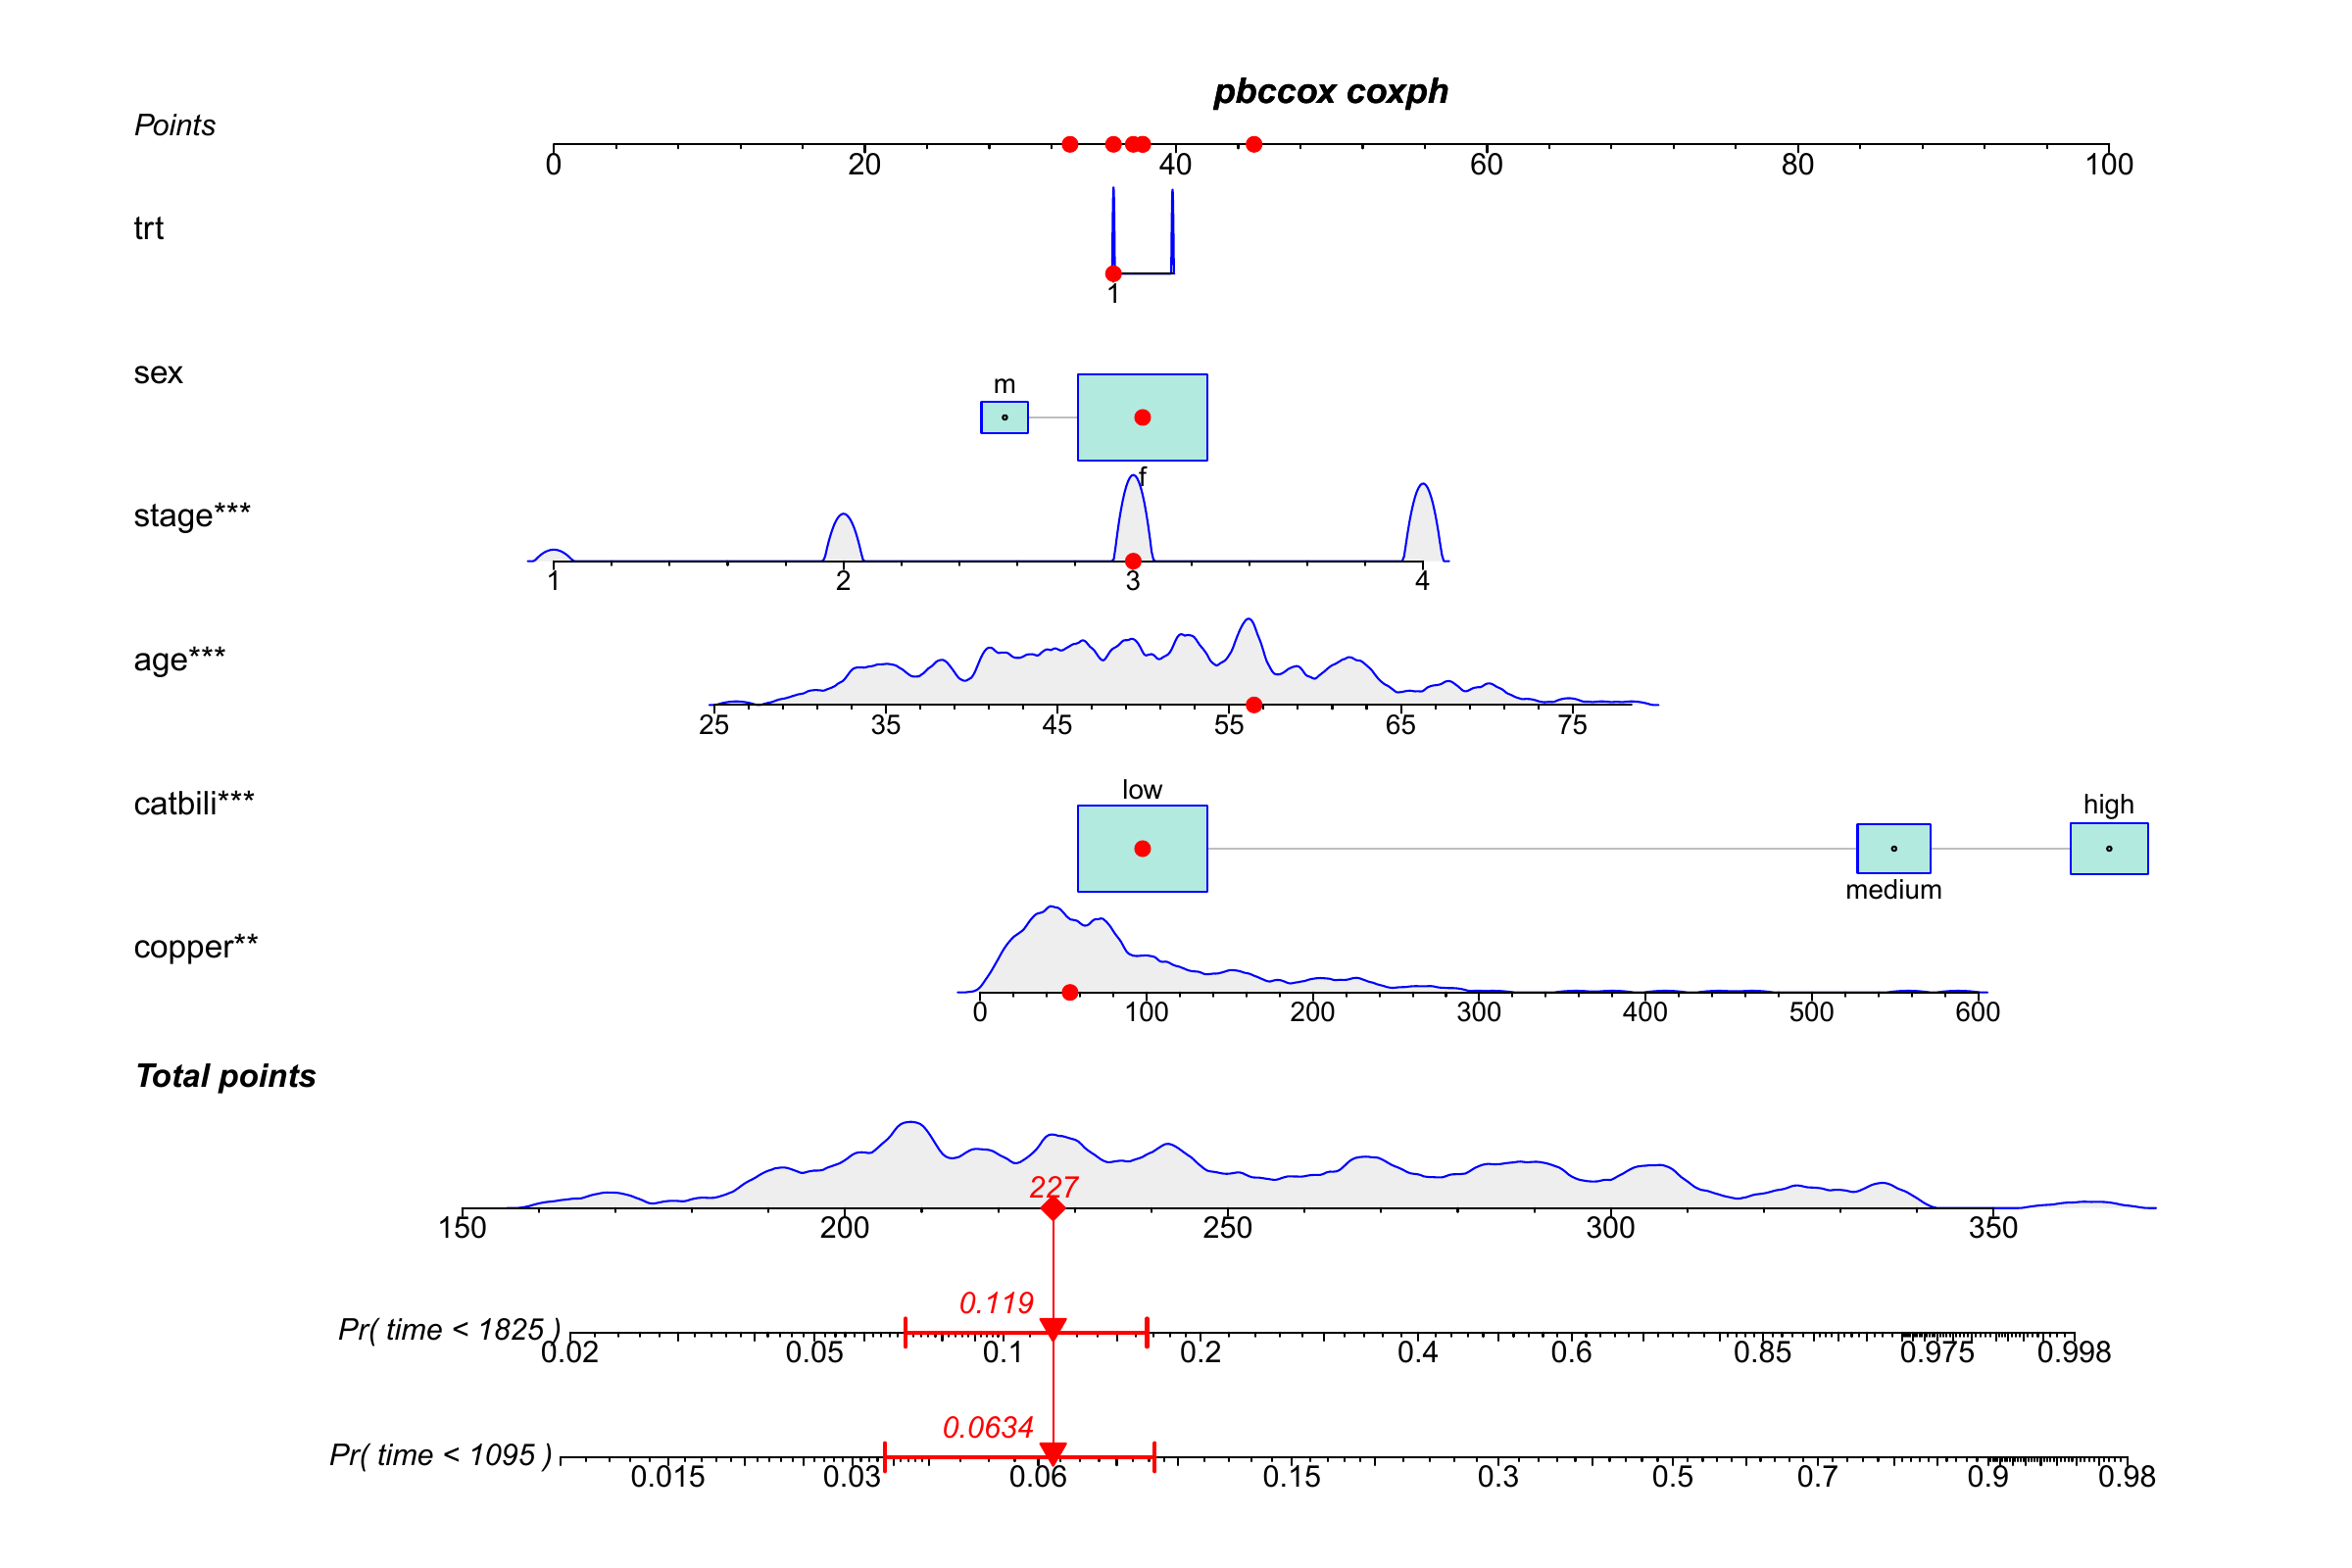 pbccox coxph
Points
0 20 40 60 80 100
trt
1
sex
m
f
stage***
1 2 3 4
age***
25 35 45 55 65 75
catbili***
low
high
medium
copper**
0 100 200 300 400 500 600
Total points
227
150 200 250 300 350
0.119
Pr( time < 1825 )
0.02 0.05 0.1 0.2 0.4 0.6 0.85 0.975 0.998
0.0634
Pr( time < 1095 )
0.015 0.03 0.06 0.15 0.3 0.5 0.7 0.9 0.98